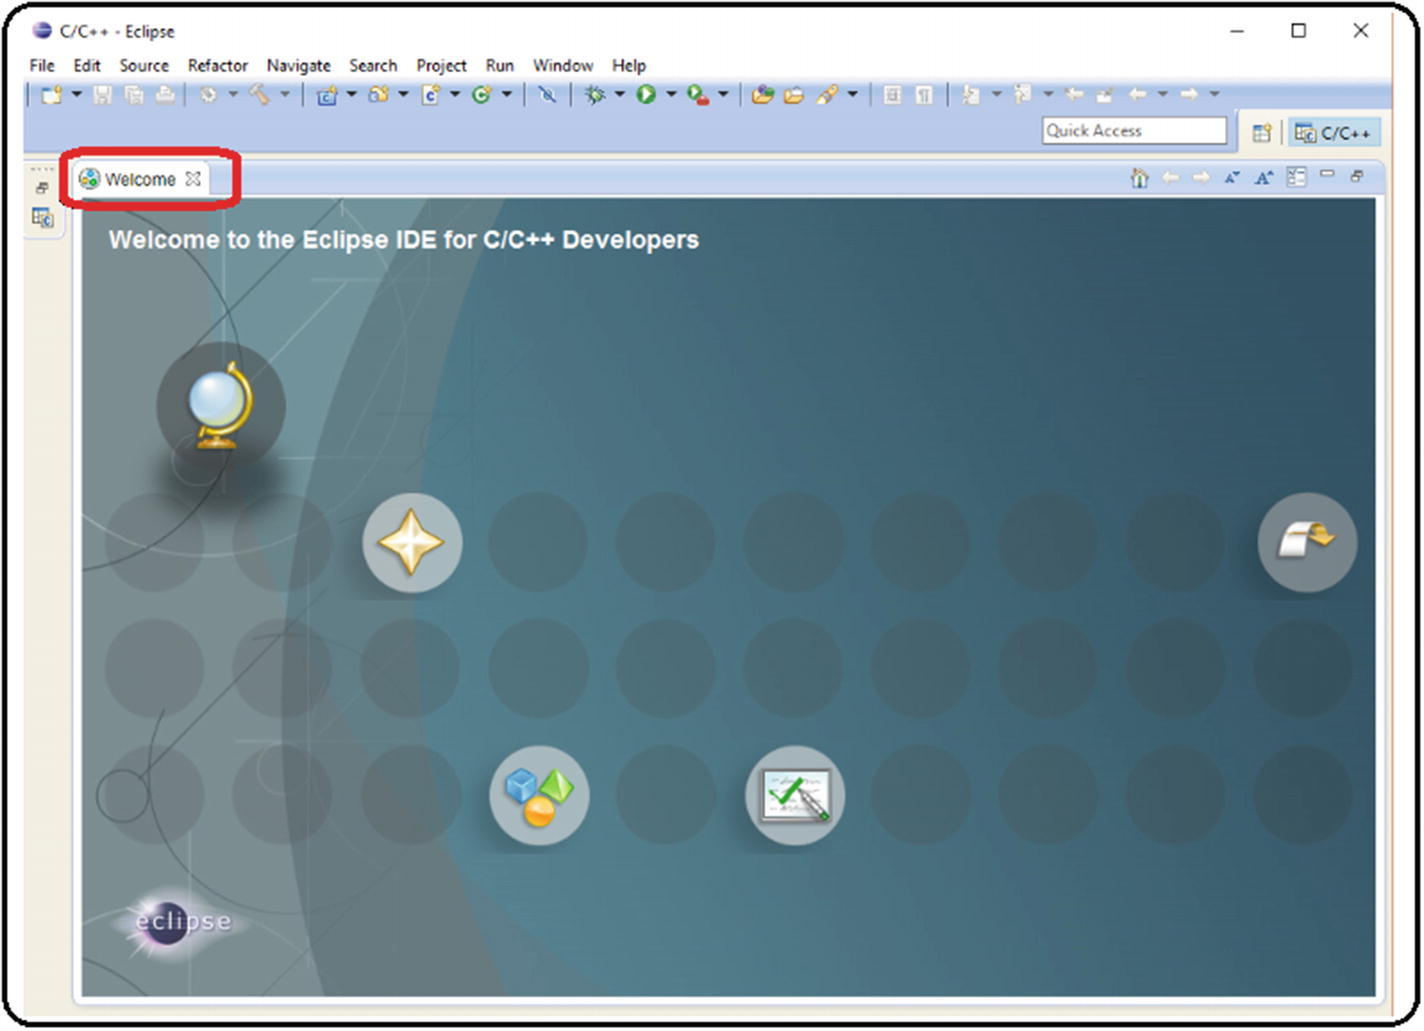 C/C++ - Eclipse
File Edit Source Refactor Navigate Search Project Run Window Help
Quick Access
C/C++
Welcome
Welcome to the Eclipse IDE for C/C++ Developers
eclipse